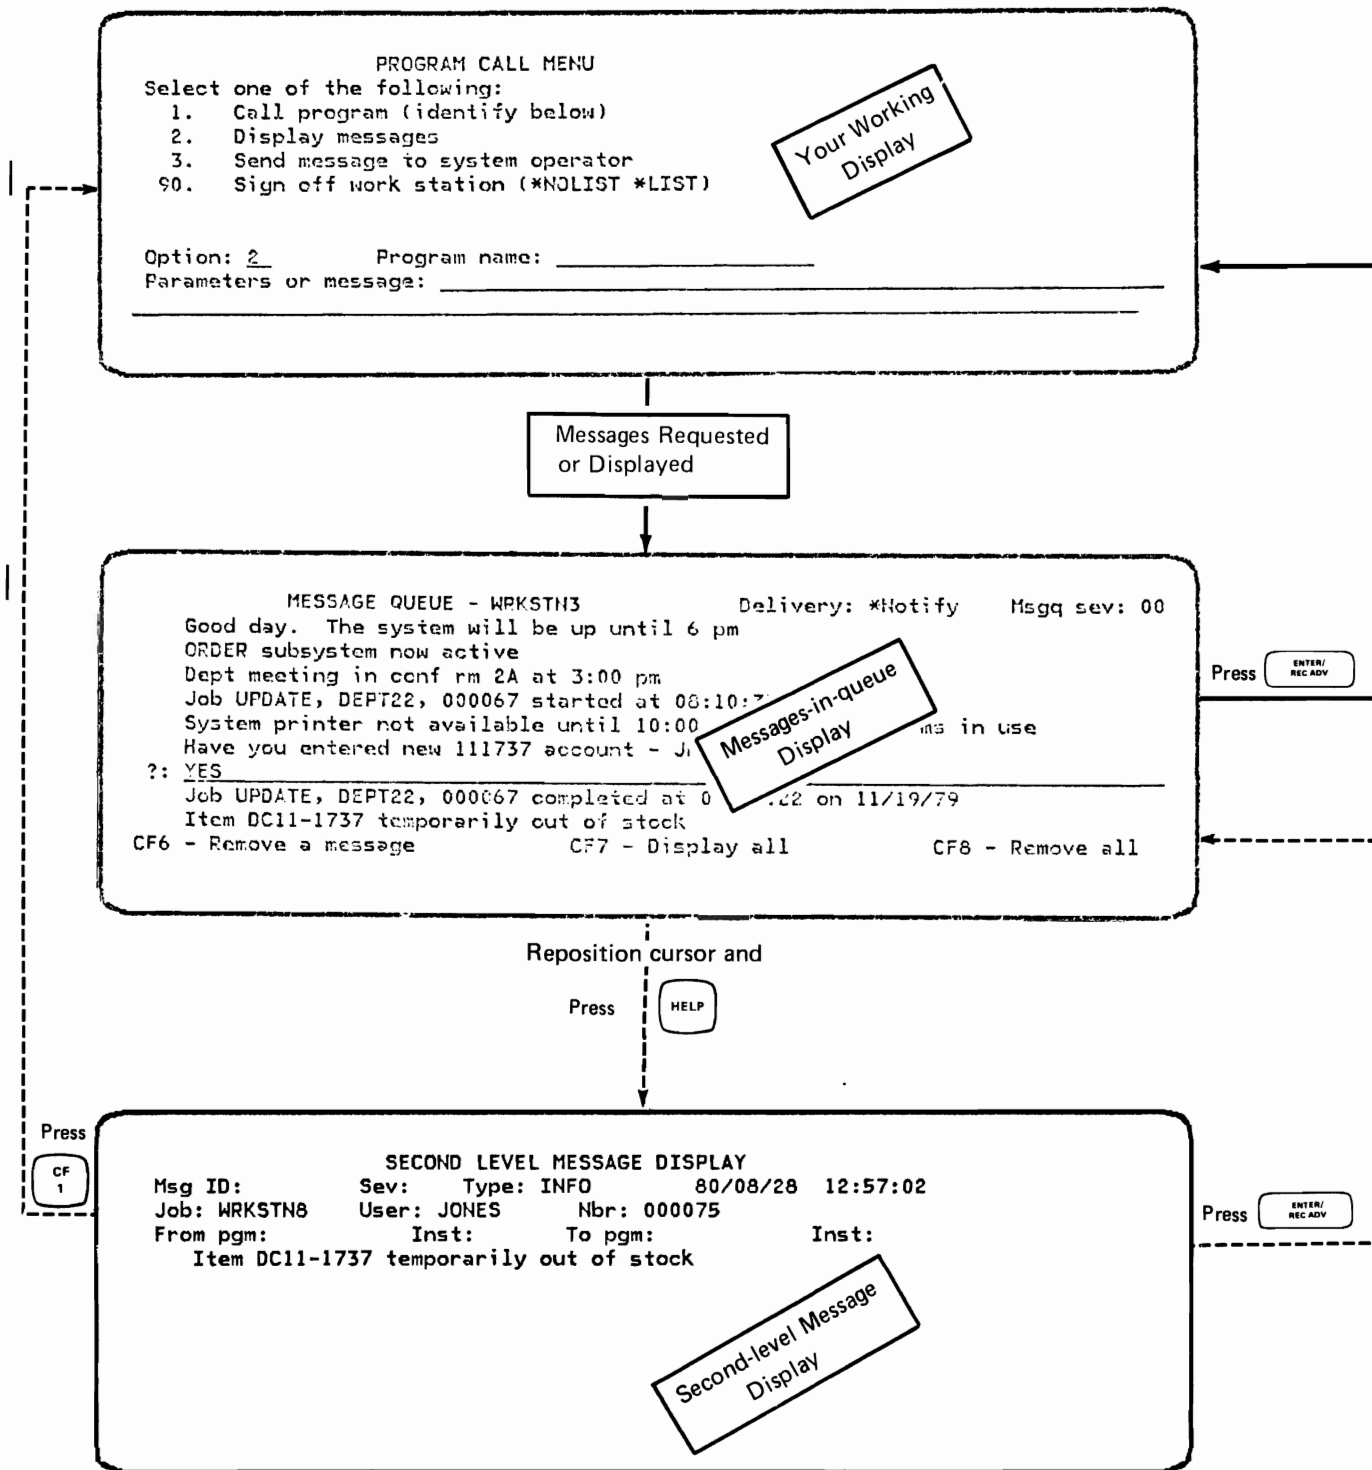 PROGRAM CALL MENU
Select one of the following:
1. Call program (identify below)
2. Display messages
3. Send message to system operator
90. Sign off work station (*NOLIST *LIST)
Your Working
Display
Option: 2 Program name:
Parameters or message:
Messages Requested
or Displayed
MESSAGE QUEUE - WRKSTN3 Delivery: *Notify Msgq sev: 00
Good day. The system will be up until 6 pm
ORDER subsystem now active
Dept meeting in conf rm 2A at 3:00 pm
Job UPDATE, DEPT22, 000067 started at 08:10:
System printer not available until 10:00 ms in use
Have you entered new 111737 account -
?: YES
Job UPDATE, DEPT22, 000067 completed at 0 .22 on 11/19/79
Item DC11-1737 temporarily out of stock
CF6 - Remove a message CF7 - Display all CF8 - Remove all
Messages-in-queue
Display
Press ENTER/
REC ADV
Reposition cursor and
Press HELP
Press
CF
1
SECOND LEVEL MESSAGE DISPLAY
Msg ID: Sev: Type: INFO 80/08/28 12:57:02
Job: WRKSTN8 User: JONES Nbr: 000075
From pgm: Inst: To pgm: Inst:
Item DC11-1737 temporarily out of stock
Second-level Message
Display
Press ENTER/
REC ADV